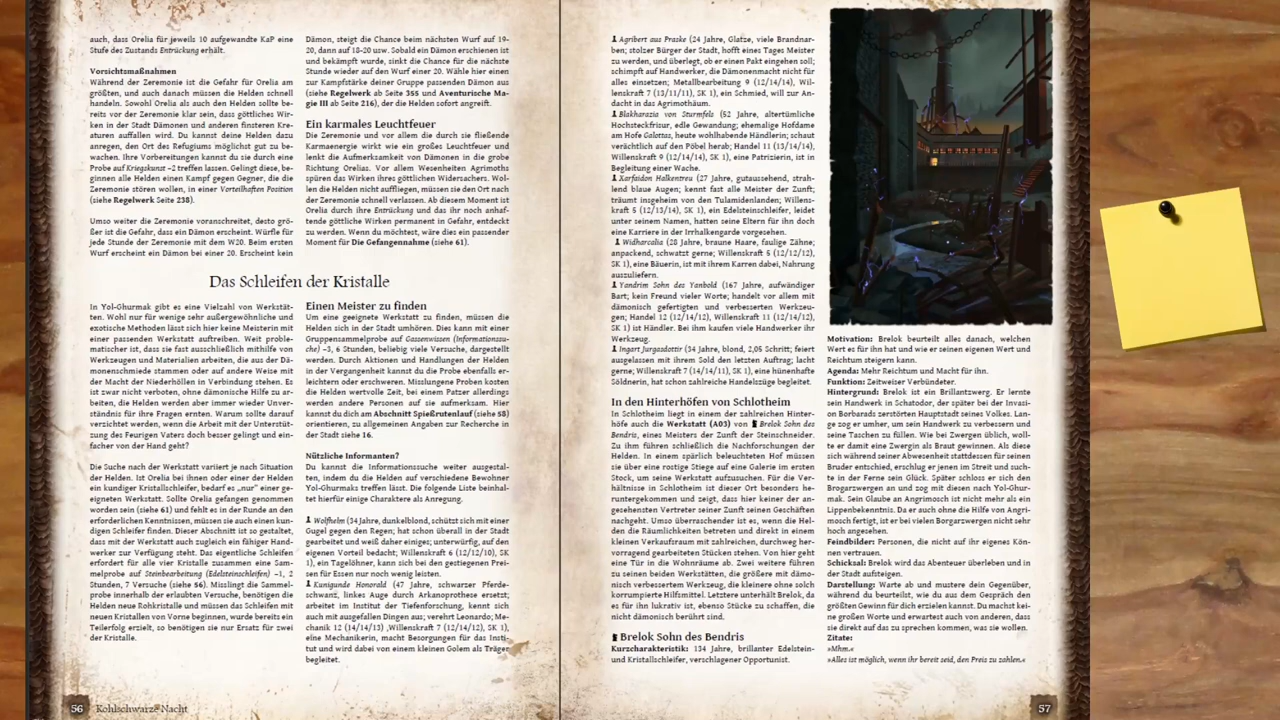 auch, dass Orelia für jeweils 10 aufgewandte KaP eine
Stufe des Zustands Entrückung erhält.
Vorsichtsmaßnahmen
Während der Zeremonie ist die Gefahr für Orelia am
größten, und auch danach müssen die Helden schnell
handeln. Sowohl Orelia als auch den Helden sollte be-
reits vor der Zeremonie klar sein, dass göttliches Wir-
ken in der Stadt Dämonen und anderen finsteren Kre-
aturen auffallen wird. Du kannst deine Helden dazu
anregen, den Ort des Refugiums möglichst gut zu be-
wachen. Ihre Vorbereitungen kannst du sie durch eine
Probe auf Kriegskunst –2 treffen lassen. Gelingt diese, be-
ginnen alle Helden einen Kampf gegen Gegner, die die
Zeremonie stören wollen, in einer Vorteilhaften Position
(siehe Regelwerk Seite 238).
Umso weiter die Zeremonie voranschreitet, desto grö-
ßer ist die Gefahr, dass ein Dämon erscheint. Würfle für
jede Stunde der Zeremonie mit dem W20. Beim ersten
Wurf erscheint ein Dämon bei einer 20. Erscheint kein
Dämon, steigt die Chance beim nächsten Wurf auf 19-
20, dann auf 18-20 usw. Sobald ein Dämon erschienen ist
und bekämpft wurde, sinkt die Chance für die nächste
Stunde wieder auf den Wurf einer 20. Wähle hier einen
zur Kampfstärke deiner Gruppe passenden Dämon aus
(siehe Regelwerk ab Seite 355 und Aventurische Ma-
gie III ab Seite 216), der die Helden sofort angreift.
Ein karmales Leuchtfeuer
Die Zeremonie und vor allem die durch sie fließende
Karmaenergie wirkt wie ein großes Leuchtfeuer und
lenkt die Aufmerksamkeit von Dämonen in die grobe
Richtung Orelias. Vor allem Wesenheiten Agrimoths
spüren das Wirken ihres göttlichen Widersachers. Wol-
len die Helden nicht auffliegen, müssen sie den Ort nach
der Zeremonie schnell verlassen. Ab diesem Moment ist
Orelia durch ihre Entrückung und das ihr noch anhaf-
tende göttliche Wirken permanent in Gefahr, entdeckt
zu werden. Wenn du möchtest, wäre dies ein passender
Moment für Die Gefangennahme (siehe 61).
Das Schleifen der Kristalle
In Yol-Ghurmak gibt es eine Vielzahl von Werkstät-
ten. Wohl nur für wenige sehr außergewöhnliche und
exotische Methoden lässt sich hier keine Meisterin mit
einer passenden Werkstatt auftreiben. Weit proble-
matischer ist, dass sie fast ausschließlich mithilfe von
Werkzeugen und Materialien arbeiten, die aus der Dä-
monenschmiede stammen oder auf andere Weise mit
der Macht der Niederhöllen in Verbindung stehen. Es
ist zwar nicht verboten, ohne dämonische Hilfe zu ar-
beiten, die Helden werden aber immer wieder Unver-
ständnis für ihre Fragen ernten. Warum sollte darauf
verzichtet werden, wenn die Arbeit mit der Unterstüt-
zung des Feurigen Vaters doch besser gelingt und ein-
facher von der Hand geht?
Die Suche nach der Werkstatt variiert je nach Situation
der Helden. Ist Orelia bei ihnen oder einer der Helden
ein kundiger Kristallschleifer, bedarf es „nur“ einer ge-
eigneten Werkstatt. Sollte Orelia gefangen genommen
worden sein (siehe 61) und fehlt es in der Runde an den
erforderlichen Kenntnissen, müssen sie auch einen kun-
digen Schleifer finden. Dieser Abschnitt ist so gestaltet,
dass mit der Werkstatt auch zugleich ein fähiger Hand-
werker zur Verfügung steht. Das eigentliche Schleifen
erfordert für alle vier Kristalle zusammen eine Sam-
melprobe auf Steinbearbeitung (Edelsteinschleifen) –1, 2
Stunden, 7 Versuche (siehe 56). Misslingt die Sammel-
probe innerhalb der erlaubten Versuche, benötigen die
Helden neue Rohkristalle und müssen das Schleifen mit
neuen Kristallen von Vorne beginnen, wurde bereits ein
Teilerfolg erzielt, so benötigen sie nur Ersatz für zwei
der Kristalle.
Einen Meister zu finden
Um eine geeignete Werkstatt zu finden, müssen die
Helden sich in der Stadt umhören. Dies kann mit einer
Gruppensammelprobe auf Gassenwissen (Informationssu-
che) –3, 6 Stunden, beliebig viele Versuche, dargestellt
werden. Durch Aktionen und Handlungen der Helden
in der Vergangenheit kannst du die Probe ebenfalls er-
leichtern oder erschweren. Misslungene Proben kosten
die Helden wertvolle Zeit, bei einem Patzer allerdings
werden andere Personen auf sie aufmerksam. Hier
kannst du dich am Abschnitt Spießrutenlauf (siehe 58)
orientieren, zu allgemeinen Angaben zur Recherche in
der Stadt siehe 16.
Nützliche Informanten?
Du kannst die Informationssuche weiter ausgestal-
ten, indem du die Helden auf verschiedene Bewohner
Yol-Ghurmaks treffen lässt. Die folgende Liste beinhal-
tet hierfür einige Charaktere als Anregung.
Wolfhelm (34 Jahre, dunkelblond, schützt sich mit einer
Gugel gegen den Regen; hat schon überall in der Stadt
gearbeitet und weiß daher einiges; unterwürfig, auf den
eigenen Vorteil bedacht; Willenskraft 6 (12/12/10), SK
1), ein Tagelöhner, kann sich bei den gestiegenen Prei-
sen für Essen nur noch wenig leisten.
Kunigunde Honorald (47 Jahre, schwarzer Pferde-
schwanz, linkes Auge durch Arkanoprothese ersetzt;
arbeitet im Institut der Tiefenforschung, kennt sich
auch mit ausgefallen Dingen aus; verehrt Leonardo; Me-
chanik 12 (14/14/13) ,Willenskraft 7 (12/14/12), SK 1),
eine Mechanikerin, macht Besorgungen für das Insti-
tut und wird dabei von einem kleinen Golem als Träger
begleitet.
56 Kohlschwarze Nacht
Agribert aus Praske (24 Jahre, Glatze, viele Brandnar-
ben; stolzer Bürger der Stadt, hofft eines Tages Meister
zu werden, und überlegt, ob er einen Pakt eingehen soll;
schimpft auf Handwerker, die Dämonenmacht nicht für
alles einsetzen; Metallbearbeitung 9 (12/14/14), Wil-
lenskraft 7 (13/11/11), SK 1), ein Schmied, will zur An-
dacht in das Agrimothäum.
Blakharazia von Sturmfels (52 Jahre, altertümliche
Hochsteckfrisur, edle Gewandung; ehemalige Hofdame
am Hofe Galottas, heute wohlhabende Händlerin; schaut
verächtlich auf den Pöbel herab; Handel 11 (13/14/14),
Willenskraft 9 (12/14/14), SK 1), eine Patrizierin, ist in
Begleitung einer Wache.
Xarfaidon Halkentreu (27 Jahre, gutaussehend, strah-
lend blaue Augen; kennt fast alle Meister der Zunft;
träumt insgeheim von den Tulamidenlanden; Willens-
kraft 5 (12/13/14), SK 1), ein Edelsteinschleifer, leidet
unter seinem Namen, hatten seine Eltern für ihn doch
eine Karriere in der Irrhalkengarde vorgesehen.
Widharcalia (28 Jahre, braune Haare, faulige Zähne;
anpackend, schwatzt gerne; Willenskraft 5 (12/12/12),
SK 1), eine Bäuerin, ist mit ihrem Karren dabei, Nahrung
auszuliefern.
Yandrim Sohn des Yanbold (167 Jahre, aufwändiger
Bart; kein Freund vieler Worte; handelt vor allem mit
dämonisch gefertigten und verbesserten Werkzeu-
gen; Handel 12 (12/14/14), Willenskraft 11 (12/14/12),
SK 1) ist Händler. Bei ihm kaufen viele Handwerker ihr
Werkzeug.
Ingart Jurgasdottir (34 Jahre, blond, 2,05 Schritt; feiert
ausgelassen mit ihrem Sold den letzten Auftrag; lacht
gerne; Willenskraft 7 (14/14/11), SK 1), eine hünenhafte
Söldnerin, hat schon zahlreiche Handelszüge begleitet.
In den Hinterhöfen von Schlotheim
In Schlotheim liegt in einem der zahlreichen Hinter-
höfe auch die Werkstatt (A03) von Brelok Sohn des
Bendris, eines Meisters der Zunft der Steinschneider.
Zu ihm führen schließlich die Nachforschungen der
Helden. In einem spärlich beleuchteten Hof müssen
sie über eine rostige Stiege auf eine Galerie im ersten
Stock, um seine Werkstatt aufzusuchen. Für die Ver-
hältnisse in Schlotheim ist dieser Ort besonders he-
runtergekommen und zeigt, dass hier keiner der an-
gesehensten Vertreter seiner Zunft seinen Geschäften
nachgeht. Umso überraschender ist es, wenn die Hel-
den die Räumlichkeiten betreten und direkt in einem
kleinen Verkaufsraum mit zahlreichen, durchweg her-
vorragend gearbeiteten Stücken stehen. Von hier geht
eine Tür in die Wohnräume ab. Zwei weitere führen
zu seinen beiden Werkstätten, die größere mit dämo-
nisch verbessertem Werkzeug, die kleinere ohne solch
korrumpierte Hilfsmittel. Letztere unterhält Brelok, da
es für ihn lukrativ ist, ebenso Stücke zu schaffen, die
nicht dämonisch berührt sind.
Brelok Sohn des Bendris
Kurzcharakteristik: 134 Jahre, brillanter Edelstein-
und Kristallschleifer, verschlagener Opportunist.
Motivation: Brelok beurteilt alles danach, welchen
Wert es für ihn hat und wie er seinen eigenen Wert und
Reichtum steigern kann.
Agenda: Mehr Reichtum und Macht für ihn.
Funktion: Zeitweiser Verbündeter.
Hintergrund: Brelok ist ein Brillantzwerg. Er lernte
sein Handwerk in Schatodor, der später bei der Invasi-
on Borbarads zerstörten Hauptstadt seines Volkes. Lan-
ge zog er umher, um sein Handwerk zu verbessern und
seine Taschen zu füllen. Wie bei Zwergen üblich, woll-
te er damit eine Zwergin als Braut gewinnen. Als diese
sich während seiner Abwesenheit stattdessen für seinen
Bruder entschied, erschlug er jenen im Streit und such-
te in der Ferne sein Glück. Später schloss er sich den
Brogarzwergen an und zog mit diesen nach Yol-Ghur-
mak. Sein Glaube an Angrimosch ist nicht mehr als ein
Lippenbekenntnis. Da er auch ohne die Hilfe von Angri-
mosch fertigt, ist er bei vielen Borgarzwergen nicht sehr
hoch angesehen.
Feindbilder: Personen, die nicht auf ihr eigenes Kön-
nen vertrauen.
Schicksal: Brelok wird das Abenteuer überleben und in
der Stadt aufsteigen.
Darstellung: Warte ab und mustere dein Gegenüber,
während du beurteilst, wie du aus dem Gespräch den
größten Gewinn für dich erzielen kannst. Du machst kei-
ne großen Worte und erwartest auch von anderen, dass
sie direkt auf das zu sprechen kommen, was sie wollen.
Zitate:
»Mhm.«
»Alles ist möglich, wenn ihr bereit seid, den Preis zu zahlen.«
57